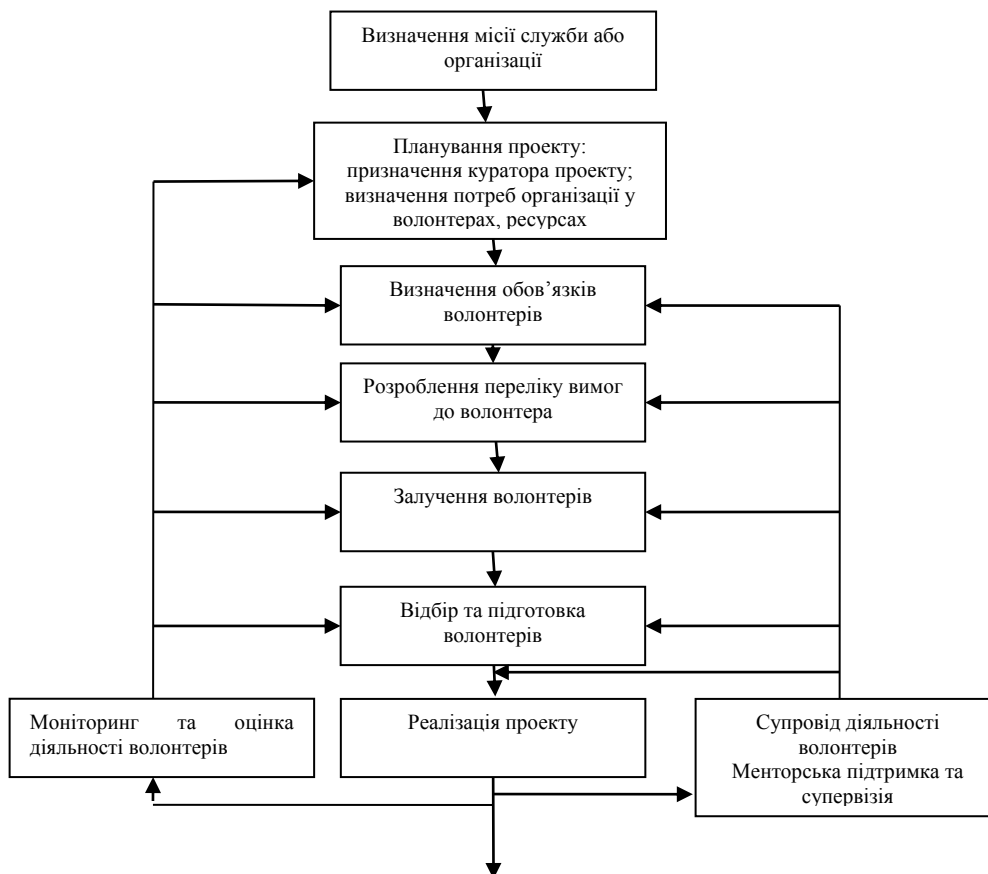 Визначення місії служби або
організації
Планування проекту:
призначення куратора проекту;
визначення потреб організації у
волонтерах, ресурсах
Визначення обов’язків
волонтерів
Розроблення переліку вимог
до волонтера
Залучення волонтерів
Відбір та підготовка
волонтерів
Моніторинг та оцінка
діяльності волонтерів
Реалізація проекту
Супровід діяльності
волонтерів
Менторська підтримка та
супервізія